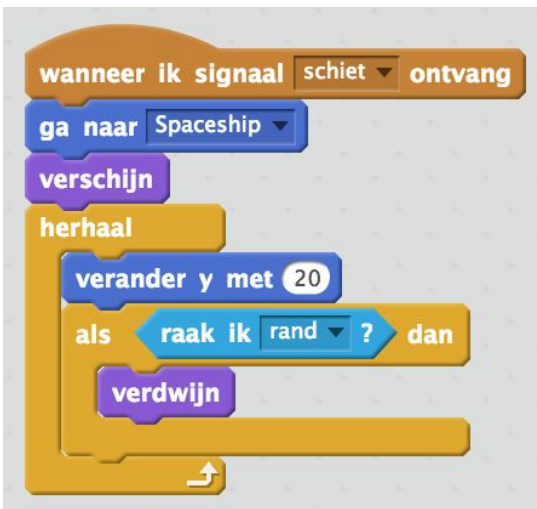 wanneer ik signaal schiet ontvang
ga naar Spaceship
verschijn
herhaal
verander y met 20
als raak ik rand ? dan
verdwijn